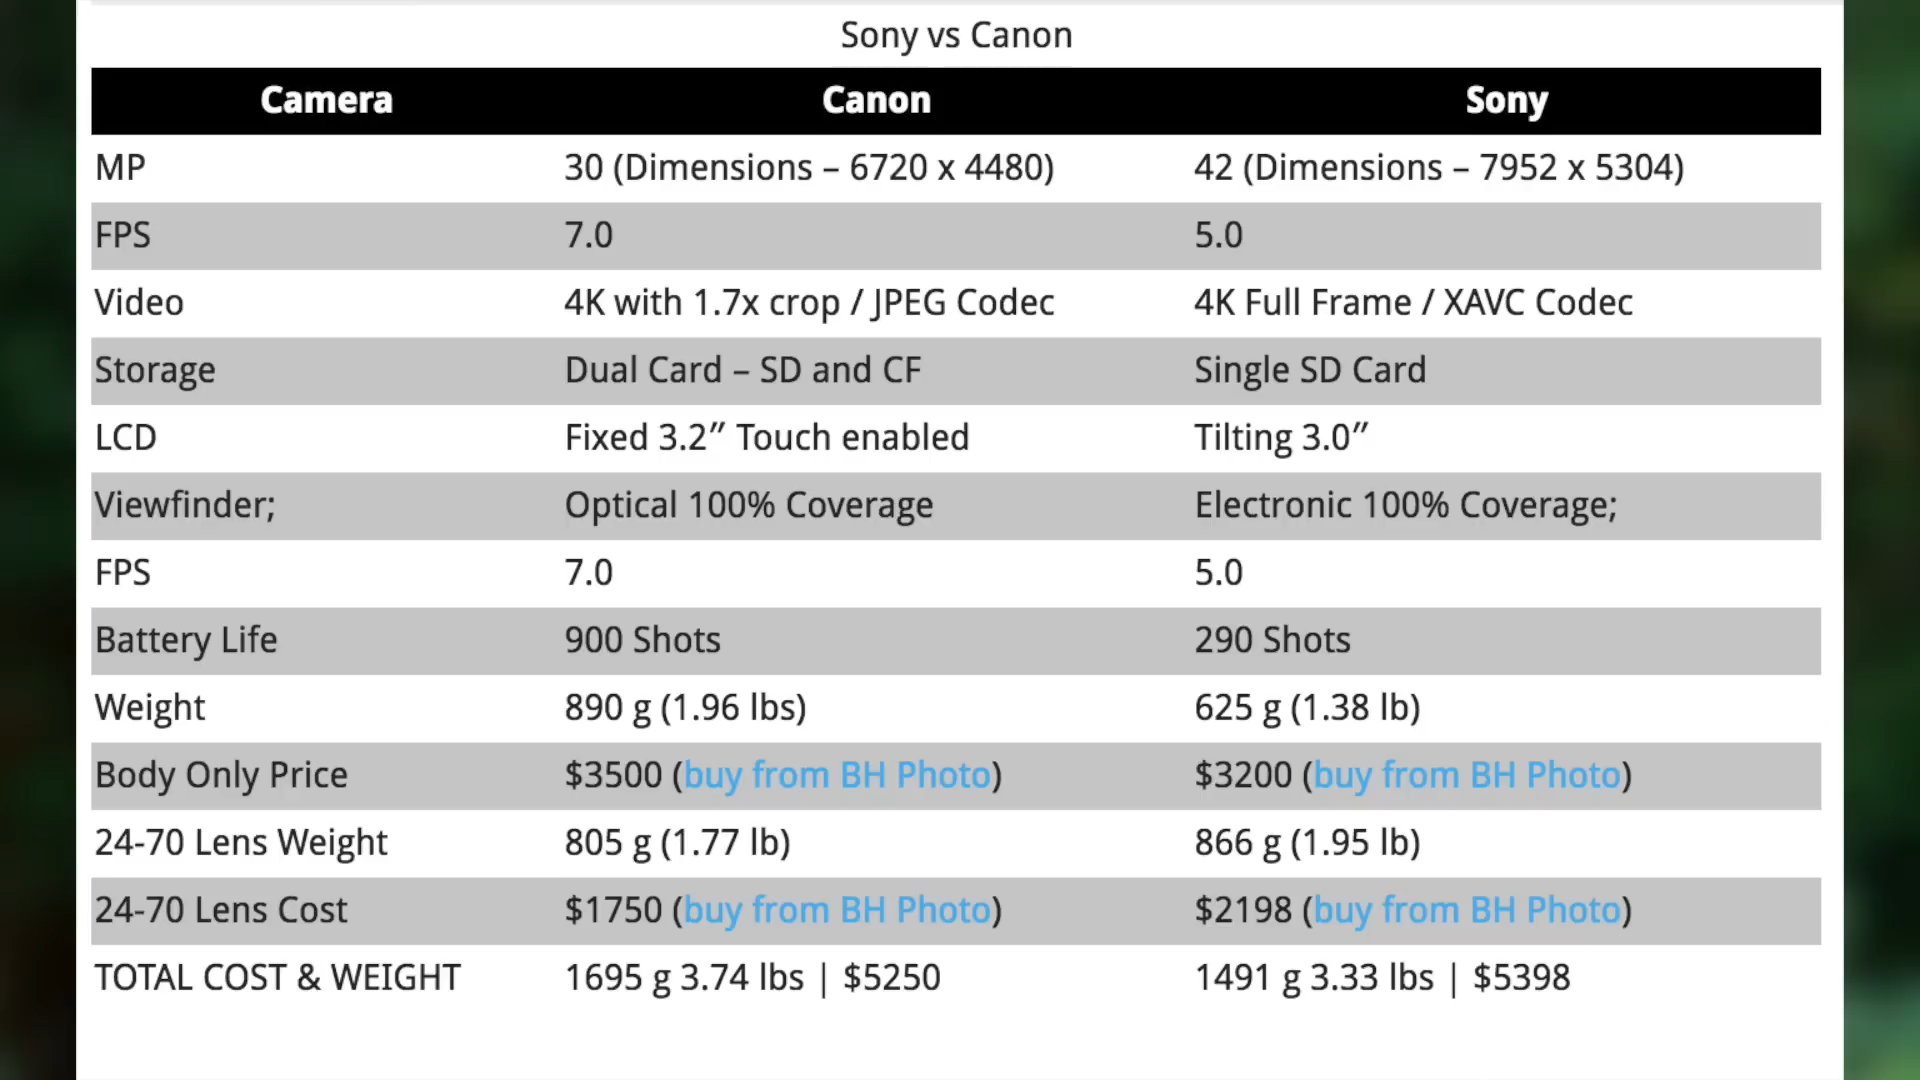 Sony vs Canon
Camera Canon Sony
MP 30 (Dimensions – 6720 x 4480) 42 (Dimensions – 7952 x 5304)
FPS 7.0 5.0
Video 4K with 1.7x crop / JPEG Codec 4K Full Frame / XAVC Codec
Storage Dual Card – SD and CF Single SD Card
LCD Fixed 3.2″ Touch enabled Tilting 3.0″
Viewfinder; Optical 100% Coverage Electronic 100% Coverage;
FPS 7.0 5.0
Battery Life 900 Shots 290 Shots
Weight 890 g (1.96 lbs) 625 g (1.38 lb)
Body Only Price $3500 (buy from BH Photo) $3200 (buy from BH Photo)
24-70 Lens Weight 805 g (1.77 lb) 866 g (1.95 lb)
24-70 Lens Cost $1750 (buy from BH Photo) $2198 (buy from BH Photo)
TOTAL COST & WEIGHT 1695 g 3.74 lbs | $5250 1491 g 3.33 lbs | $5398